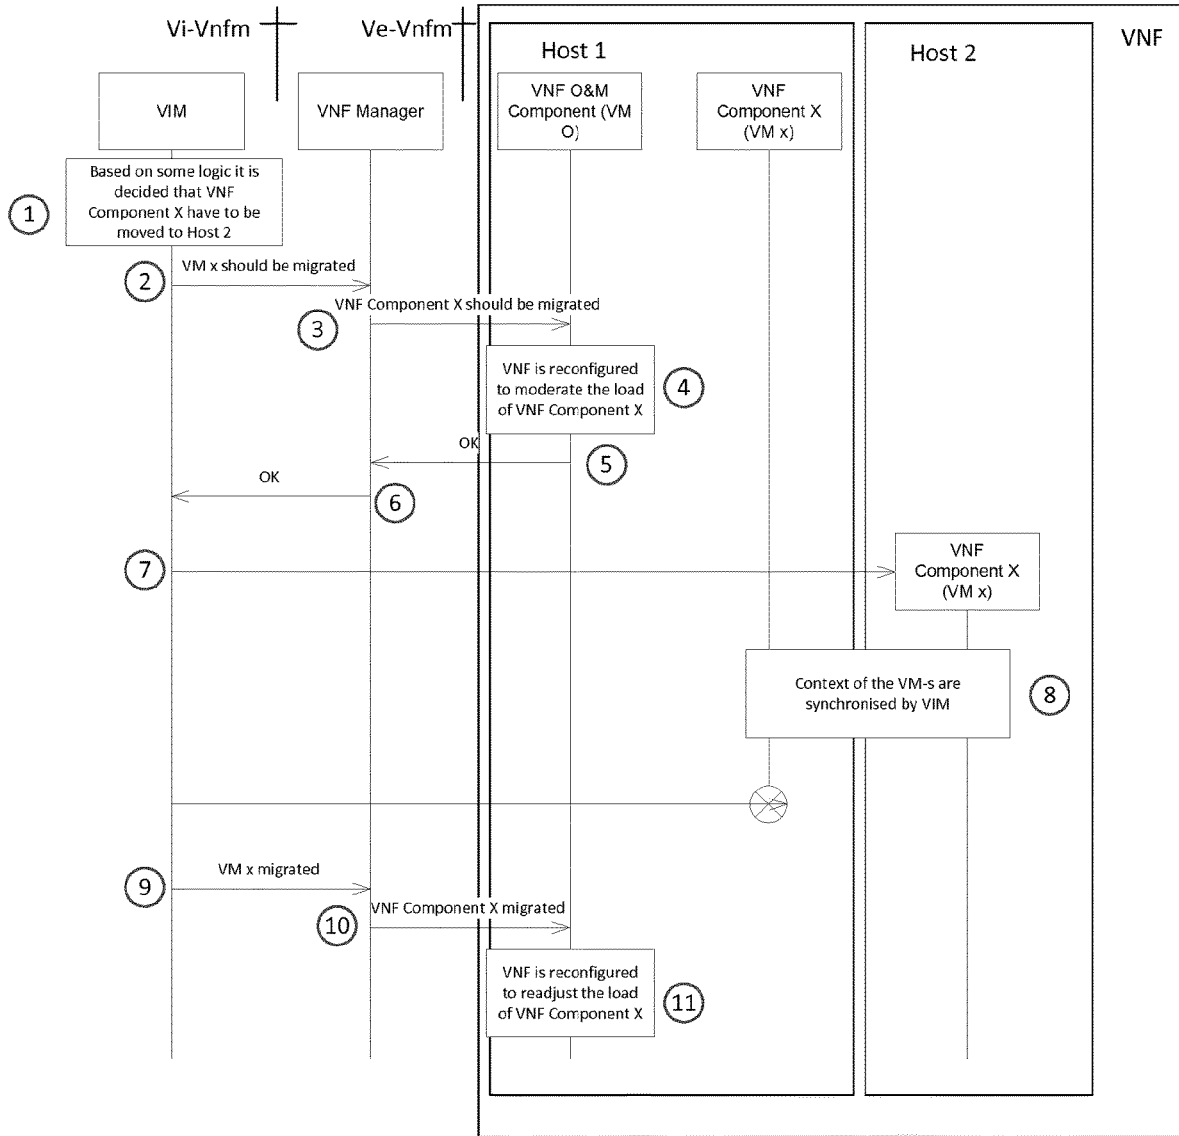 Vi-Vnfm
Ve-Vnfm
VNF
Host 1
Host 2
VIM
VNF Manager
VNF O&M
Component (VM
O)
VNF
Component X
(VM x)
Based on some logic it is
decided that VNF
Component X have to be
moved to Host 2
1
2
VM x should be migrated
VNF Component X should be migrated
3
VNF is reconfigured
to moderate the load
of VNF Component X
4
OK
5
OK
6
7
VNF
Component X
(VM x)
Context of the VM-s are
synchronised by VIM
8
9
VM x migrated
VNF Component X migrated
10
VNF is reconfigured
to readjust the load
of VNF Component X
11